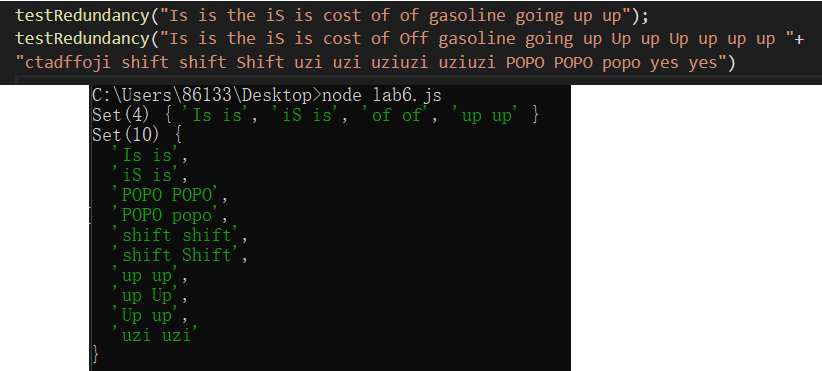 testRedundancy("Is is the iS is cost of of gasoline going up up");
testRedundancy("Is is the iS is cost of Off gasoline going up Up up Up up up up "+
"ctadffoji shift shift Shift uzi uzi uziuzi uziuzi POPO POPO popo yes yes")
C:\Users\86133\Desktop>node lab6.js
Set(4) { 'Is is', 'iS is', 'of of', 'up up' }
Set(10) {
'Is is',
'iS is',
'POPO POPO',
'POPO popo',
'shift shift',
'shift Shift',
'up up',
'up Up',
'Up up',
'uzi uzi'
}